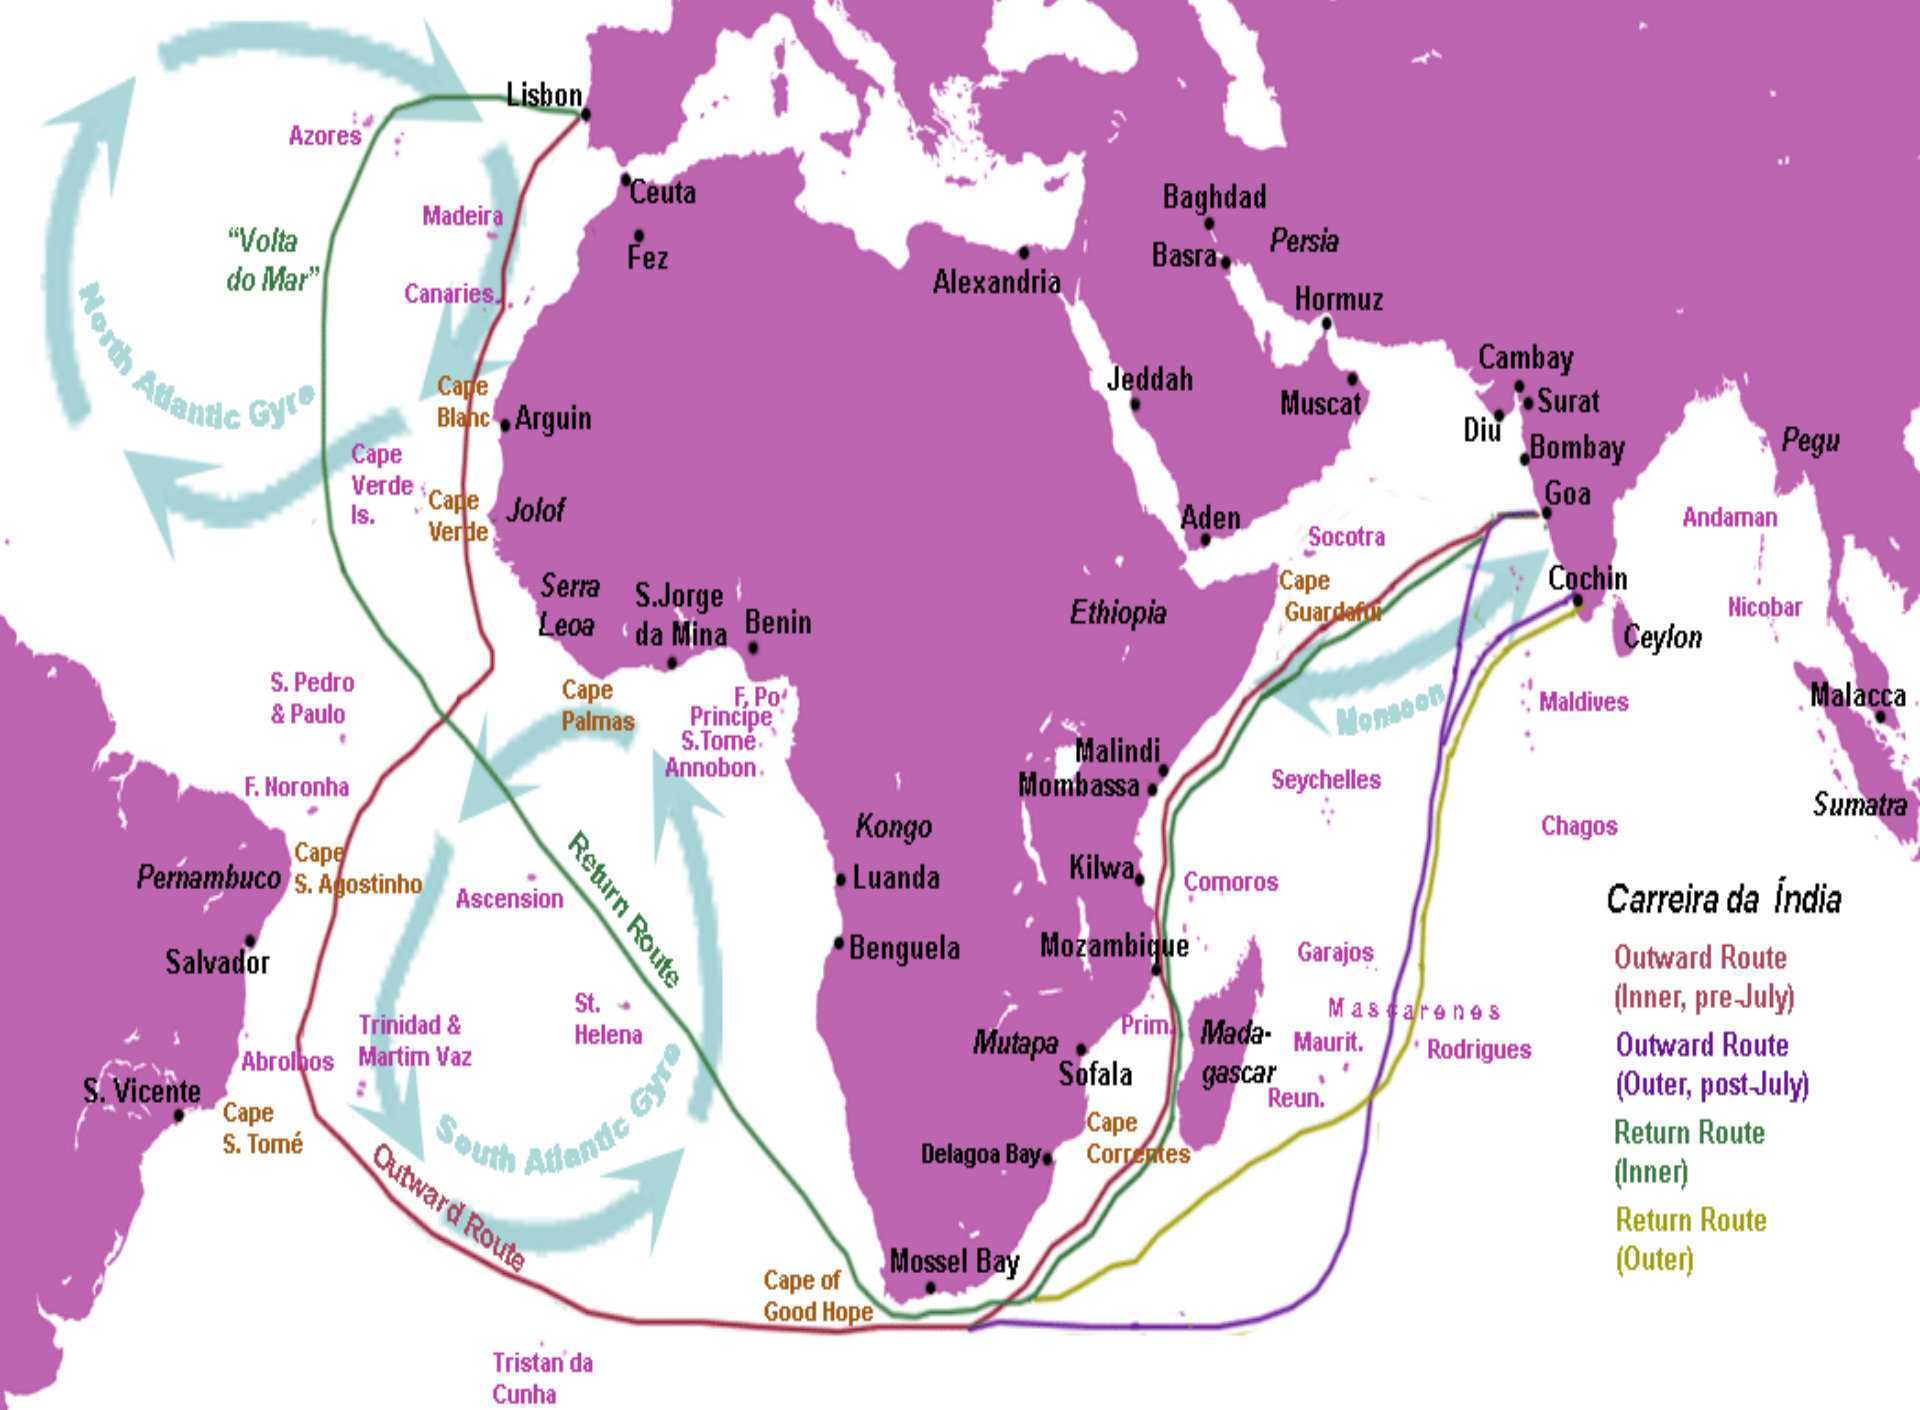 Lisbon
Azores
Ceuta
Madeira
Fez
"Volta
do Mar"
Canaries
North Atlantic Gyre
Cape
Blanc
Arguin
Cape
Verde
Is.
Cape
Verde
Jolof
Serra
Leoa
S.Jorge
da Mina
Benin
Alexandria
Baghdad
Basra
Persia
Hormuz
Jeddah
Muscat
Aden
Cambay
Surat
Diu
Bombay
Goa
Pegu
Andaman
Socotra
Cape
Guardafui
Ethiopia
Cochin
Nicobar
Ceylon
Maldives
Monsoon
Malacca
Sumatra
S. Pedro
& Paulo
Cape
Palmas
F, Po
Principe
S.Tomé
Annobon
F. Noronha
Malindi
Mombassa
Seychelles
Chagos
Cape
S. Agostinho
Pernambuco
Ascension
Return Route
Kongo
Luanda
Kilwa
Comoros
Benguela
Mozambique
Garajos
Salvador
St.
Helena
Trinidad &
Martim Vaz
Abrolhos
Mascarenes
Maurit.
Rodrigues
Reun.
Prim.
Mada-
gascar
Mutapa
Sofala
S. Vicente
Cape
S. Tomé
South Atlantic Gyre
Outward Route
Cape
Correntes
Delagoa Bay
Mossel Bay
Cape of
Good Hope
Tristan da
Cunha
Carreira da Índia
Outward Route
(Inner, pre-July)
Outward Route
(Outer, post-July)
Return Route
(Inner)
Return Route
(Outer)